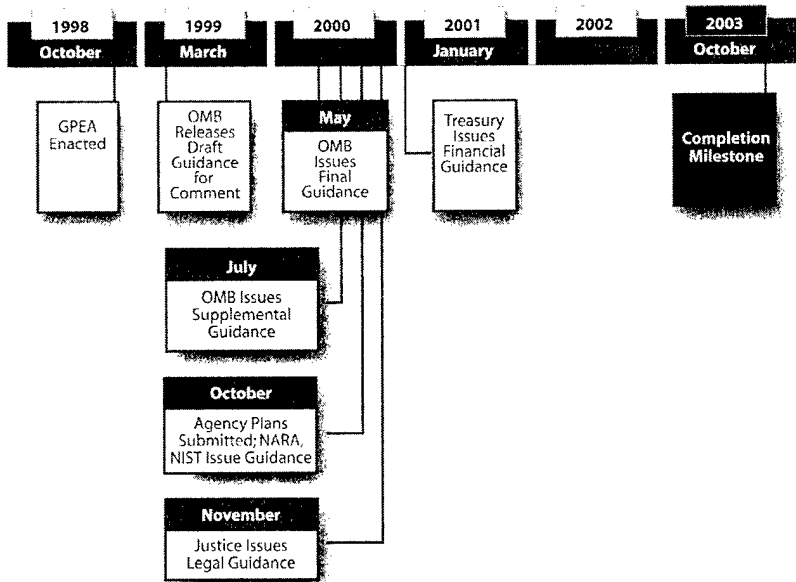 1998
October
1999
March
2000
2001
January
2002
2003
October
GPEA
Enacted
OMB
Releases
Draft
Guidance
for
Comment
May
OMB
Issues
Final
Guidance
Treasury
Issues
Financial
Guidance
Completion
Milestone
July
OMB Issues
Supplemental
Guidance
October
Agency Plans
Submitted; NARA,
NIST Issue Guidance
November
Justice Issues
Legal Guidance